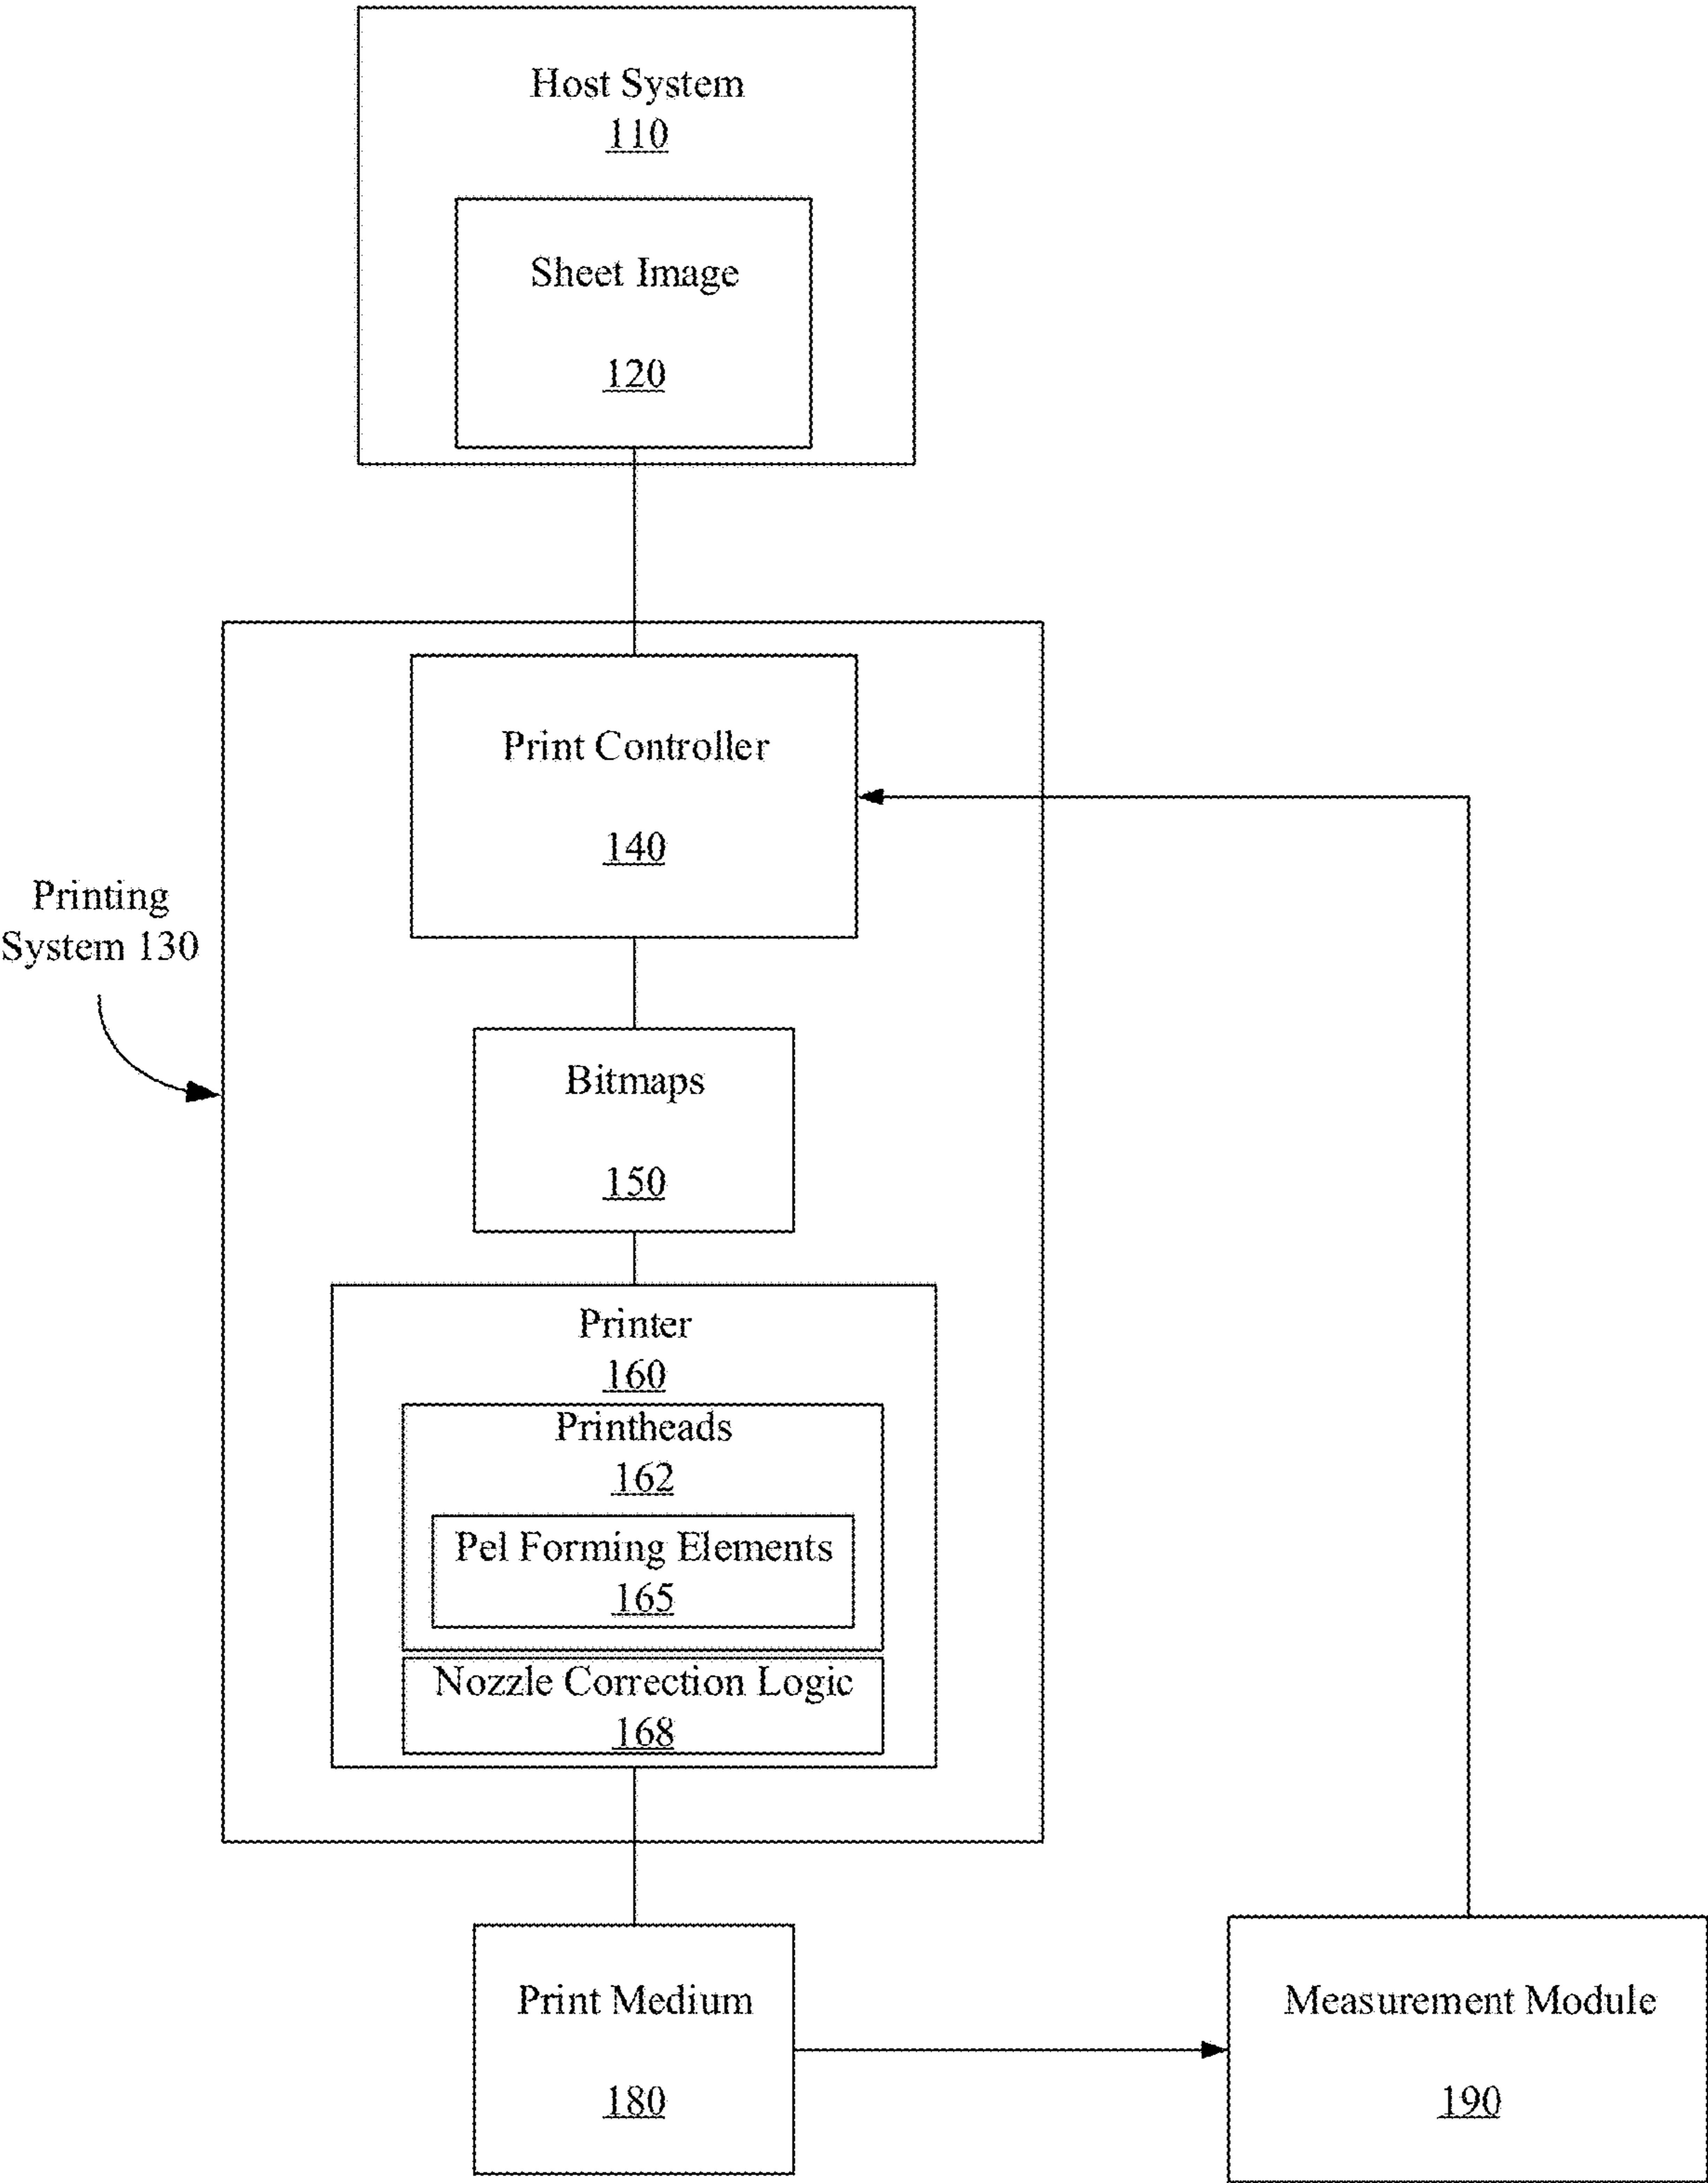 Host System
110
Sheet Image
120
Print Controller
140
Printing
System 130
Bitmaps
150
Printer
160
Printheads
162
Pel Forming Elements
165
Nozzle Correction Logic
168
Print Medium
180
Measurement Module
190